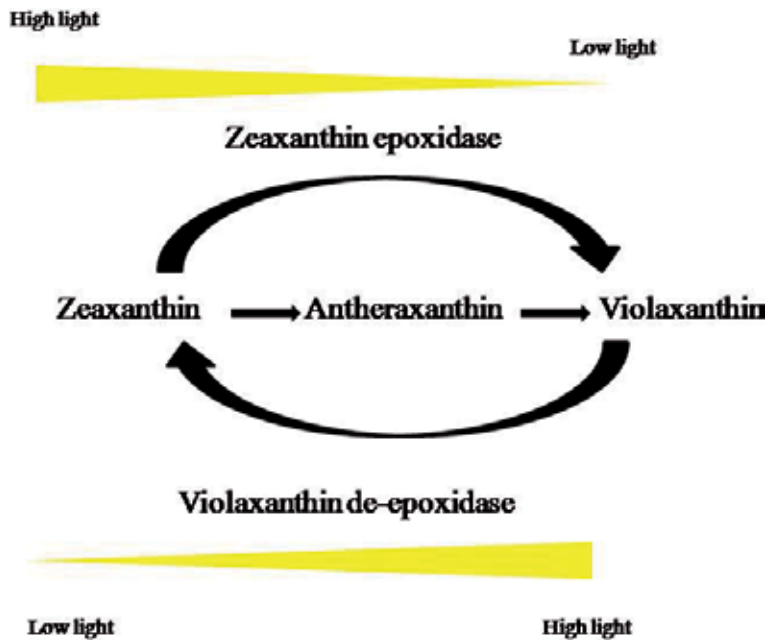 High light
Low light
Zeaxanthin epoxidase
Zeaxanthin Antheraxanthin Violaxanthin
Violaxanthin de-epoxidase
Low light High light